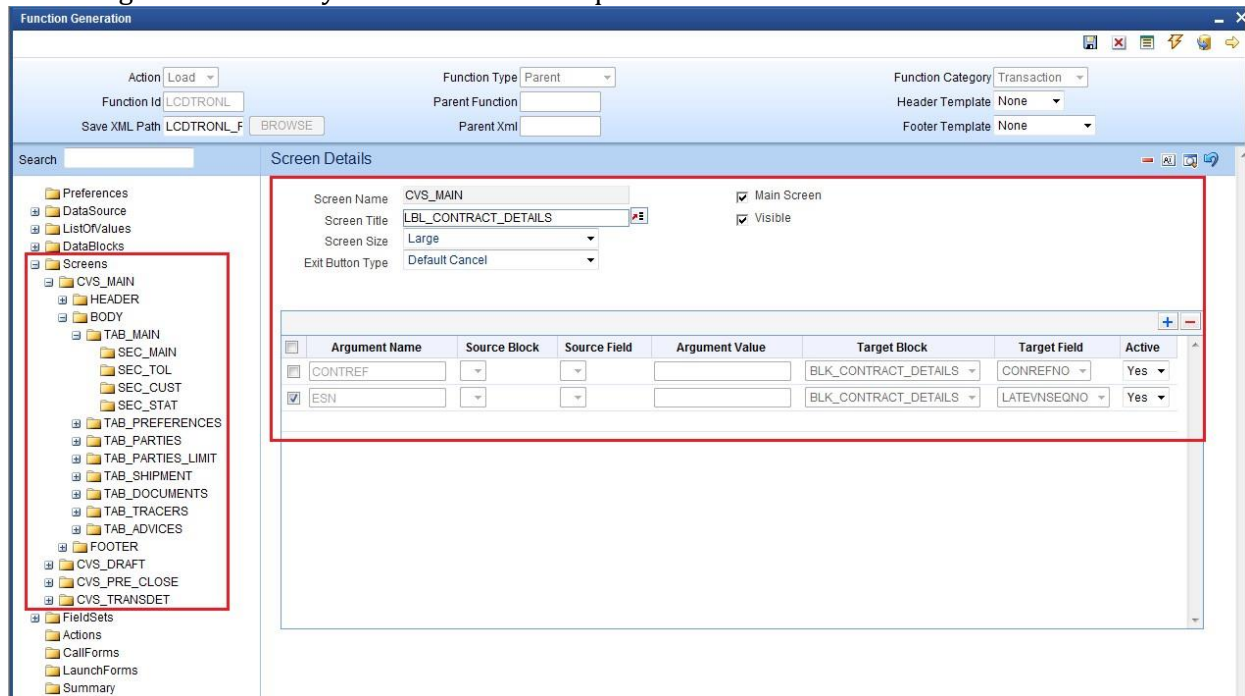 Function Generation
Action Load Function Type Parent Function Category Transaction
Function Id LCDTRONL Parent Function Header Template None
Save XML Path LCDTRONL_F BROWSE Parent Xml Footer Template None
Search Screen Details
Preferences
DataSource
ListOfValues
DataBlocks
Screens
CVS_MAIN
HEADER
BODY
TAB_MAIN
SEC_MAIN
SEC_TOL
SEC_CUST
SEC_STAT
TAB_PREFERENCES
TAB_PARTIES
TAB_PARTIES_LIMIT
TAB_SHIPMENT
TAB_DOCUMENTS
TAB_TRACERS
TAB_ADVICES
FOOTER
CVS_DRAFT
CVS_PRE_CLOSE
CVS_TRANSDET
FieldSets
Actions
CallForms
LaunchForms
Summary
Screen Name CVS_MAIN Main Screen
Screen Title LBL_CONTRACT_DETAILS Visible
Screen Size Large
Exit Button Type Default Cancel
Argument Name Source Block Source Field Argument Value Target Block Target Field Active
CONTREF BLK_CONTRACT_DETAILS CONREFNO Yes
ESN BLK_CONTRACT_DETAILS LATEVNSEQNO Yes